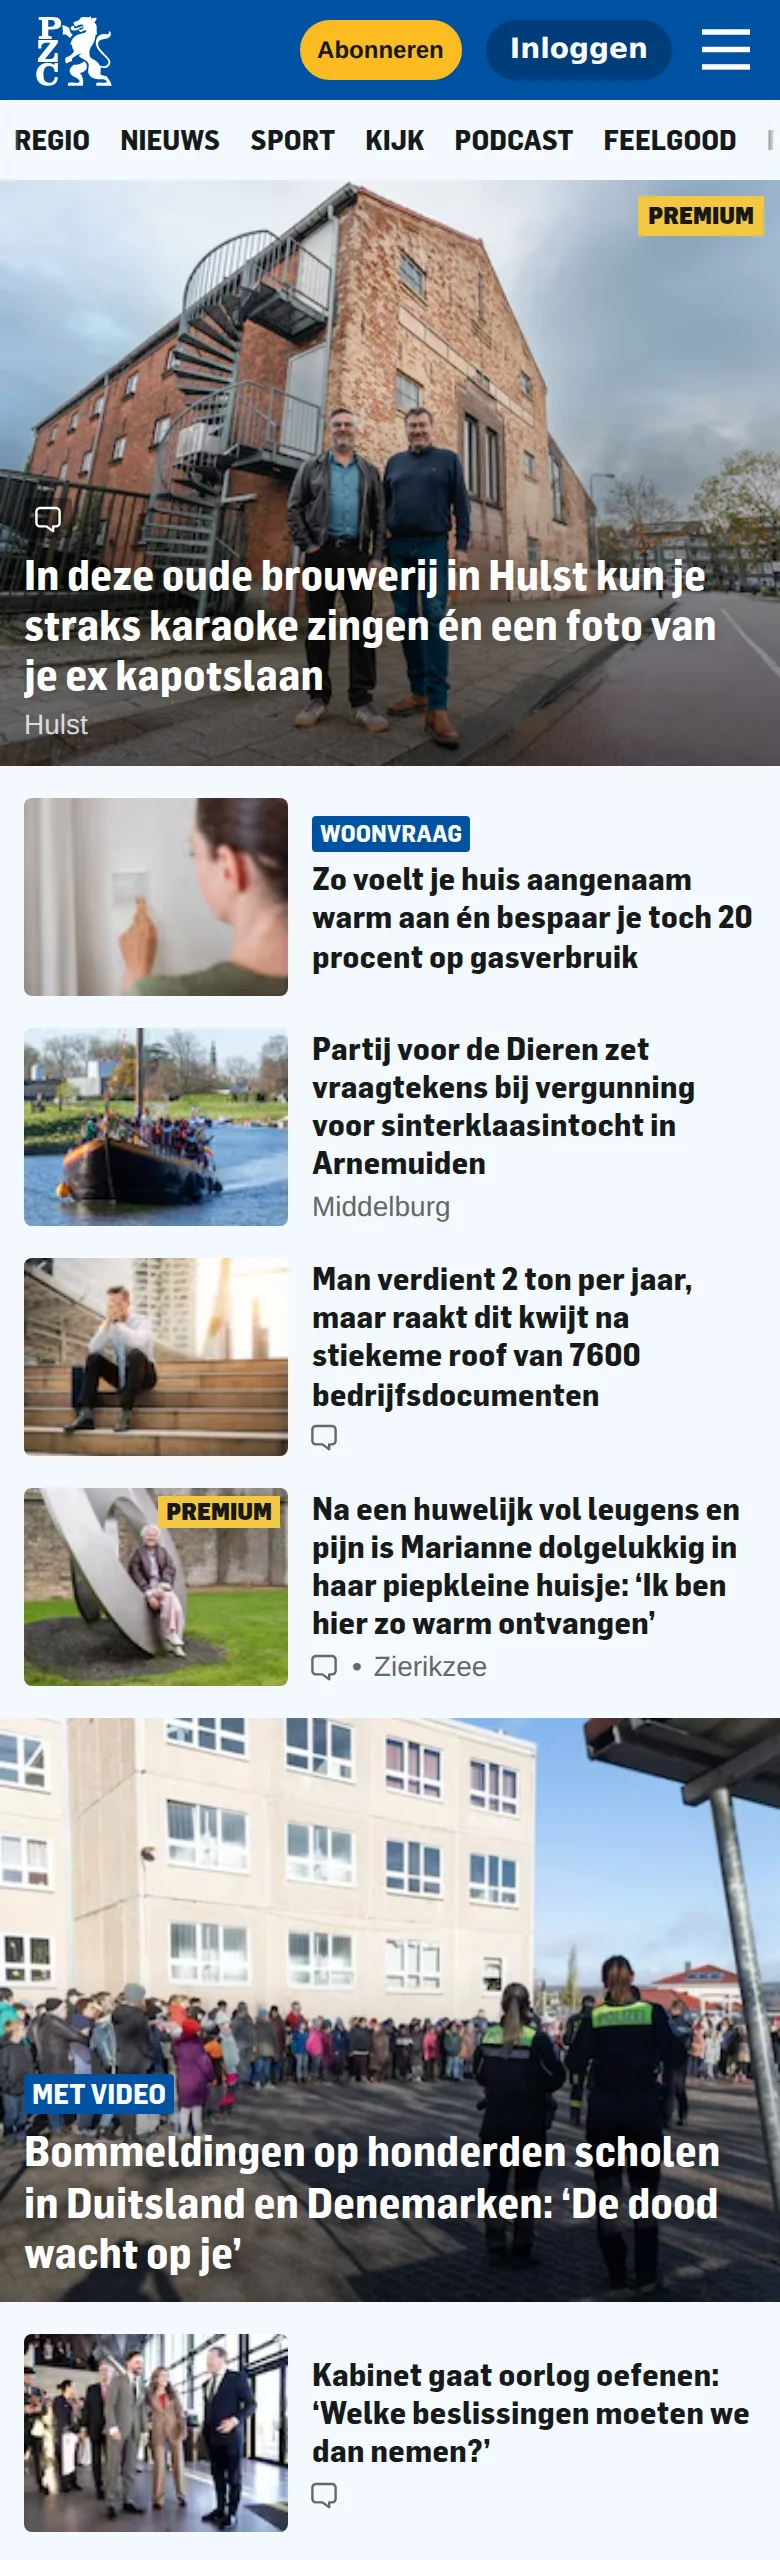 PZC
Abonneren
Inloggen
REGIO NIEUWS SPORT KIJK PODCAST FEELGOOD
PREMIUM
In deze oude brouwerij in Hulst kun je
straks karaoke zingen én een foto van
je ex kapotslaan
Hulst
WOONVRAAG
Zo voelt je huis aangenaam
warm aan én bespaar je toch 20
procent op gasverbruik
Partij voor de Dieren zet
vraagtekens bij vergunning
voor sinterklaasintocht in
Arnemuiden
Middelburg
Man verdient 2 ton per jaar,
maar raakt dit kwijt na
stiekeme roof van 7600
bedrijfsdocumenten
PREMIUM
Na een huwelijk vol leugens en
pijn is Marianne dolgelukkig in
haar piepkleine huisje: ‘Ik ben
hier zo warm ontvangen’
• Zierikzee
POLIZEI
MET VIDEO
Bommeldingen op honderden scholen
in Duitsland en Denemarken: ‘De dood
wacht op je’
Kabinet gaat oorlog oefenen:
‘Welke beslissingen moeten we
dan nemen?’